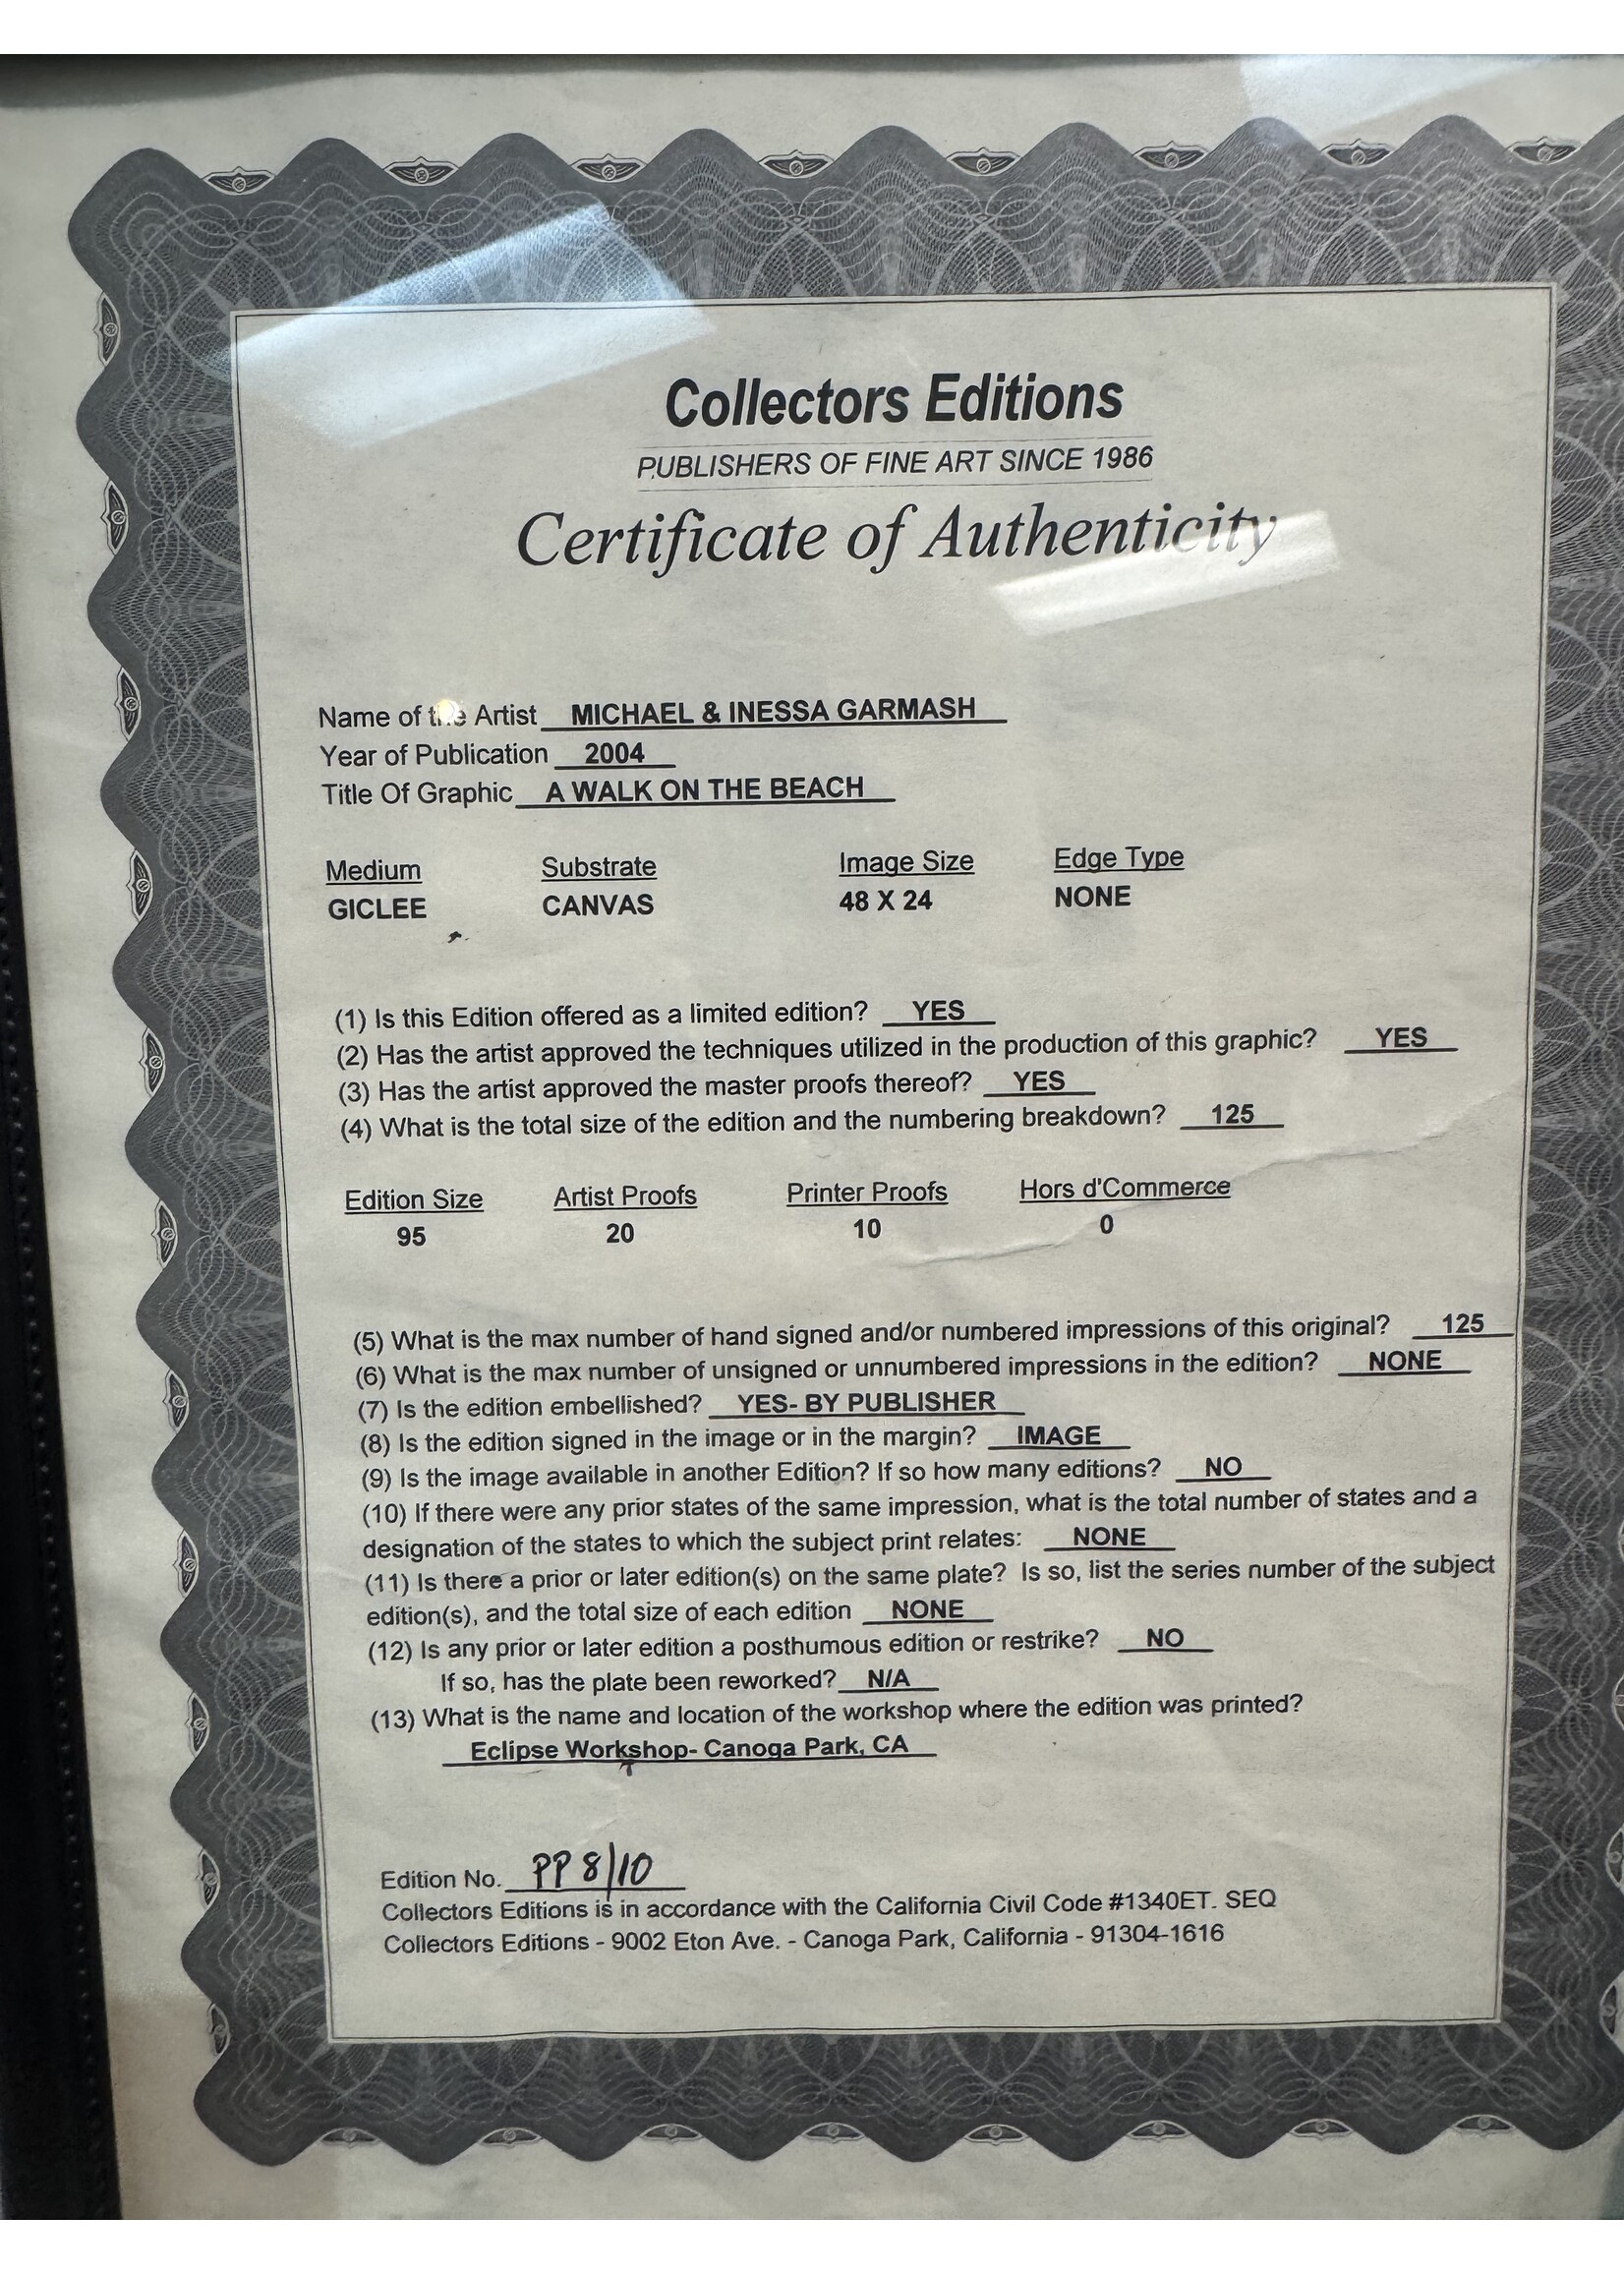 Collectors Editions
PUBLISHERS OF FINE ART SINCE 1986
Certificate of Authenticity
Name of the Artist MICHAEL & INESSA GARMASH
Year of Publication 2004
Title Of Graphic A WALK ON THE BEACH
Medium Substrate Image Size Edge Type
GICLEE CANVAS 48 X 24 NONE
(1) Is this Edition offered as a limited edition? YES
(2) Has the artist approved the techniques utilized in the production of this graphic? YES
(3) Has the artist approved the master proofs thereof? YES
(4) What is the total size of the edition and the numbering breakdown? 125
Edition Size Artist Proofs Printer Proofs Hors d'Commerce
95 20 10 0
(5) What is the max number of hand signed and/or numbered impressions of this original? 125
(6) What is the max number of unsigned or unnumbered impressions in the edition? NONE
(7) Is the edition embellished? YES- BY PUBLISHER
(8) Is the edition signed in the image or in the margin? IMAGE
(9) Is the image available in another Edition? If so how many editions? NO
(10) If there were any prior states of the same impression, what is the total number of states and a
designation of the states to which the subject print relates: NONE
(11) Is there a prior or later edition(s) on the same plate? Is so, list the series number of the subject
edition(s), and the total size of each edition NONE
(12) Is any prior or later edition a posthumous edition or restrike? NO
If so, has the plate been reworked? N/A
(13) What is the name and location of the workshop where the edition was printed?
Eclipse Workshop- Canoga Park, CA
Edition No. PP 8/10
Collectors Editions is in accordance with the California Civil Code #1340ET. SEQ
Collectors Editions - 9002 Eton Ave. - Canoga Park, California - 91304-1616